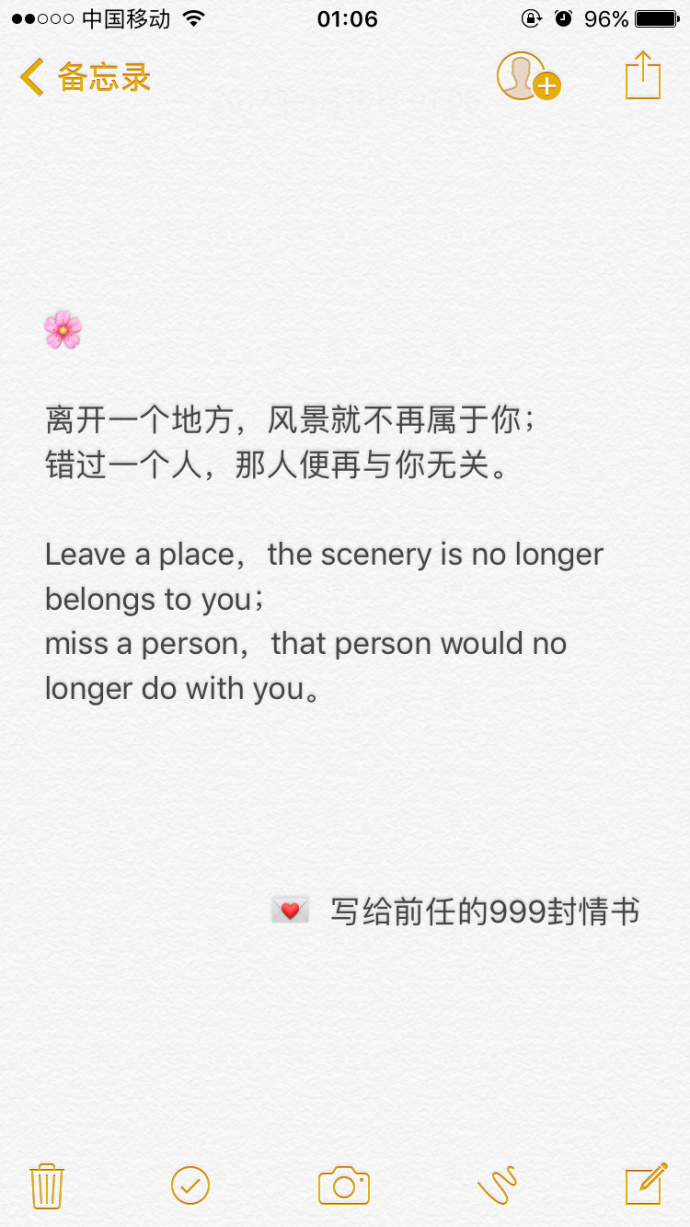 中国移动 01:06 96%
备忘录
离开一个地方，风景就不再属于你；
错过一个人，那人便再与你无关。
Leave a place，the scenery is no longer
belongs to you；
miss a person，that person would no
longer do with you。
写给前任的999封情书